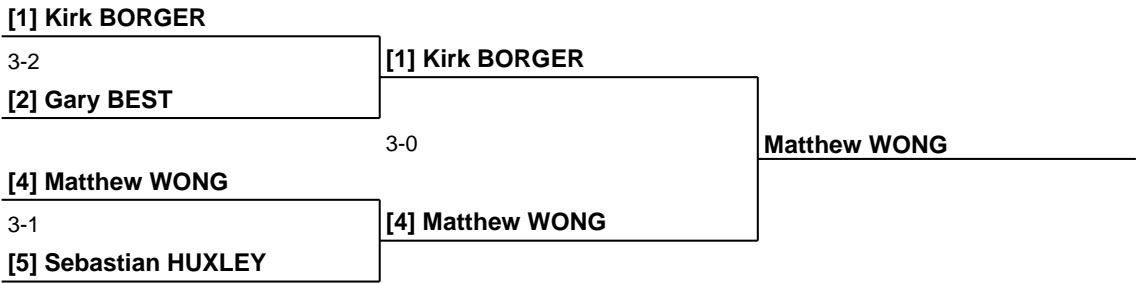 [1] Kirk BORGER
3-2
[1] Kirk BORGER
[2] Gary BEST
3-0
Matthew WONG
[4] Matthew WONG
3-1
[4] Matthew WONG
[5] Sebastian HUXLEY